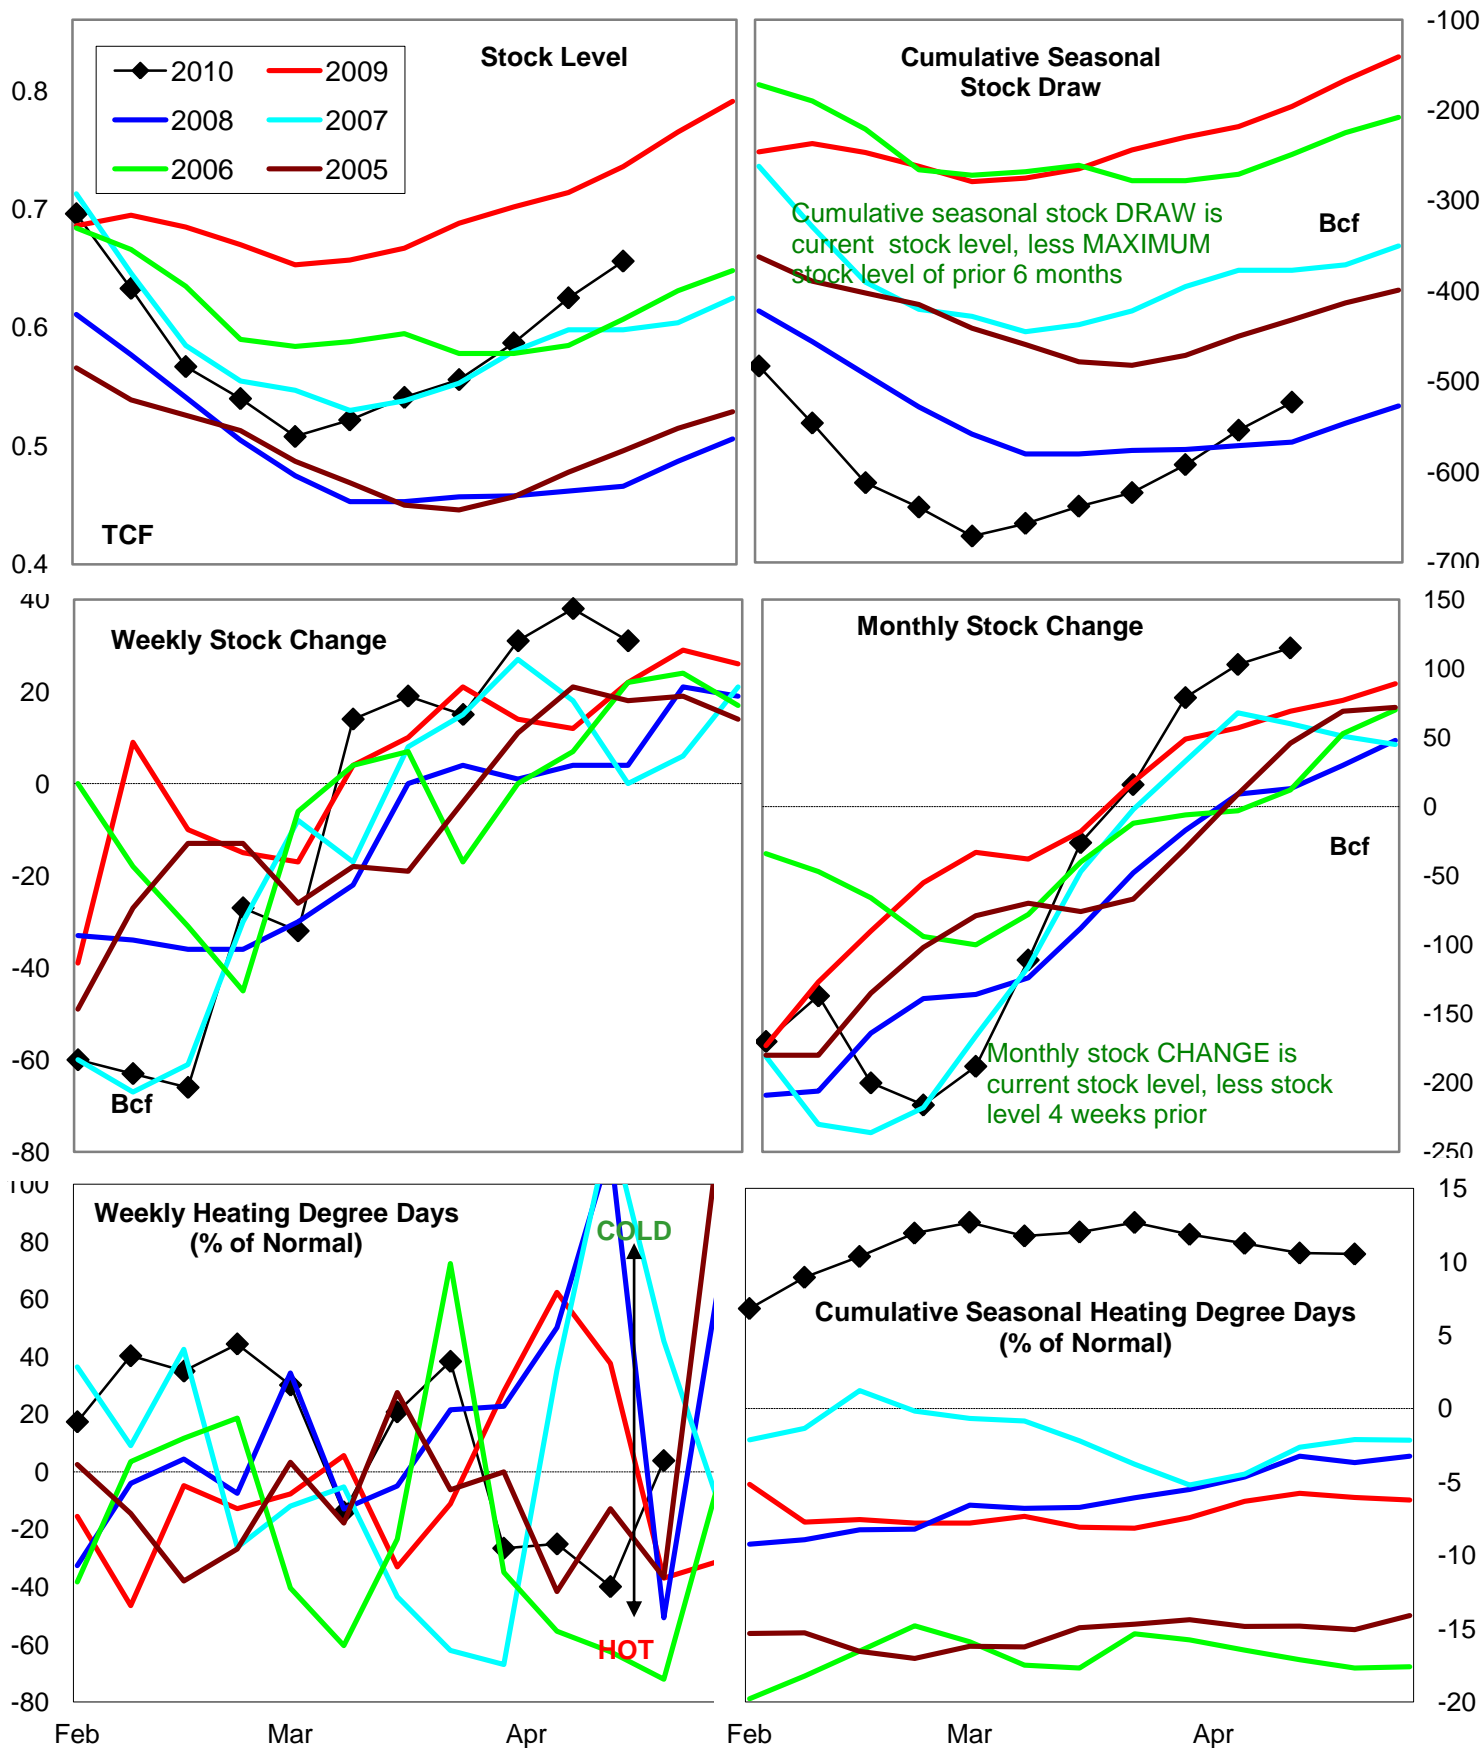 Stock Level
2010 2009
2008 2007
2006 2005
0.8
0.7
0.6
0.5
0.4
TCF
Cumulative Seasonal
Stock Draw
Cumulative seasonal stock DRAW is
current stock level, less MAXIMUM
stock level of prior 6 months
Bcf
-100
-200
-300
-400
-500
-600
-700
Weekly Stock Change
40
20
0
-20
-40
-60
-80
Bcf
Monthly Stock Change
150
100
50
0
-50
-100
-150
-200
-250
Bcf
Monthly stock CHANGE is
current stock level, less stock
level 4 weeks prior
Weekly Heating Degree Days
(% of Normal)
COLD
HOT
100
80
60
40
20
0
-20
-40
-60
-80
Feb Mar Apr
Cumulative Seasonal Heating Degree Days
(% of Normal)
15
10
5
0
-5
-10
-15
-20
Feb Mar Apr